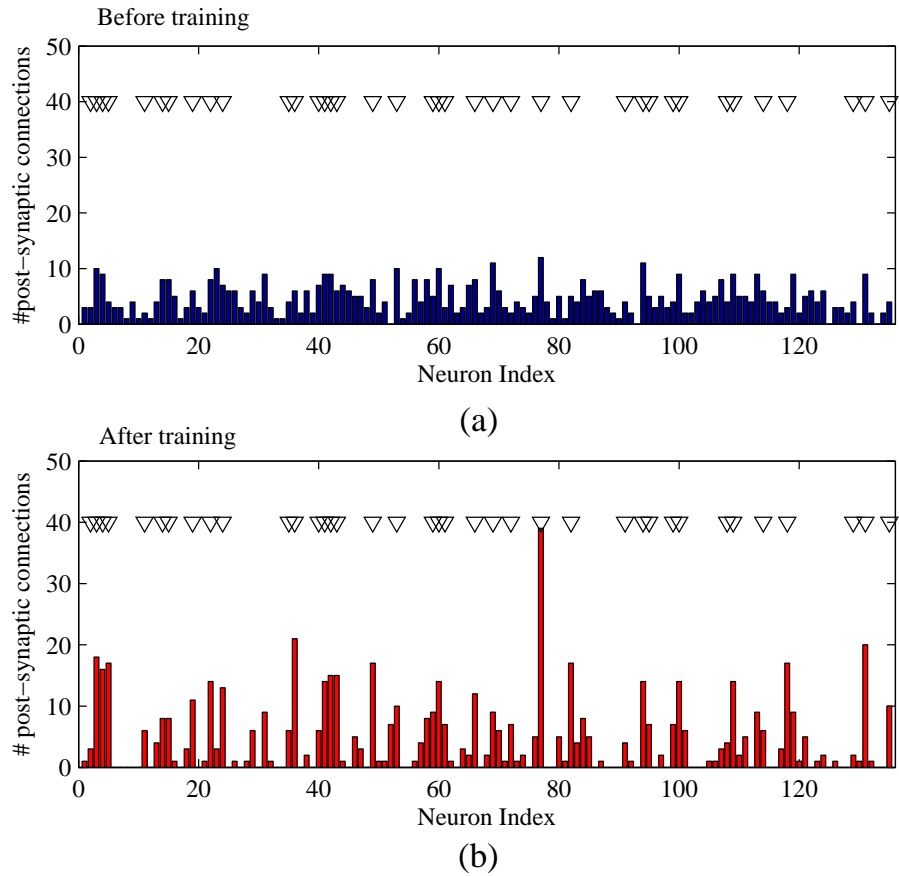 Before training
50
40
30
20
10
0
#post−synaptic connections
0 20 40 60 80 100 120
Neuron Index
(a)
After training
50
40
30
20
10
0
# post−synaptic connections
0 20 40 60 80 100 120
Neuron Index
(b)